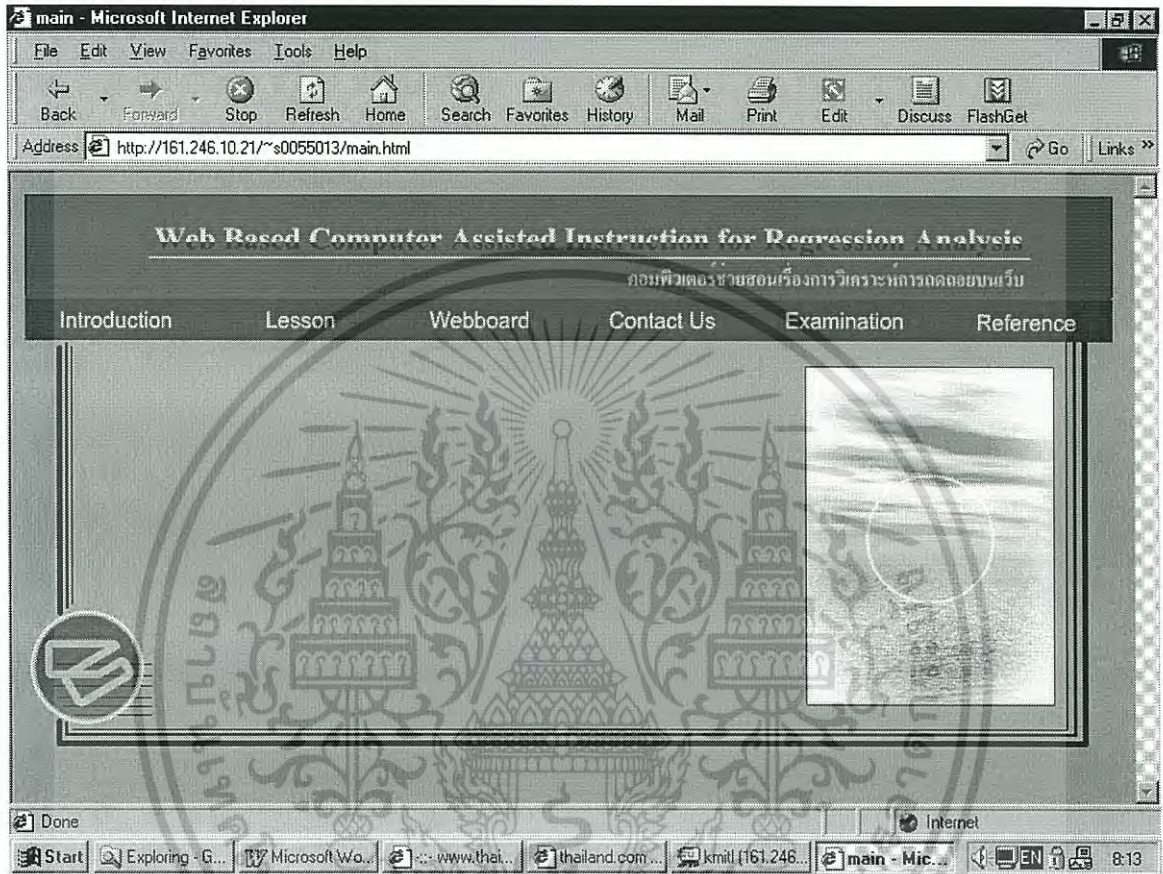 main - Microsoft Internet Explorer
File Edit View Favorites Tools Help
Back Forward Stop Refresh Home Search Favorites History Mail Print Edit Discuss FlashGet
Address http://161.246.10.21/~s0055013/main.html Go Links »
Web Based Computer Assisted Instruction for Regression Analysis
คอมพิวเตอร์ช่วยสอนเรื่องการวิเคราะห์การถดถอยบนเว็บ
Introduction Lesson Webboard Contact Us Examination Reference
Done Internet
Start Exploring - G... Microsoft Wo... -::- www.thai... thailand.com ... kmitl (161.246... main - Mic... EN 8:13